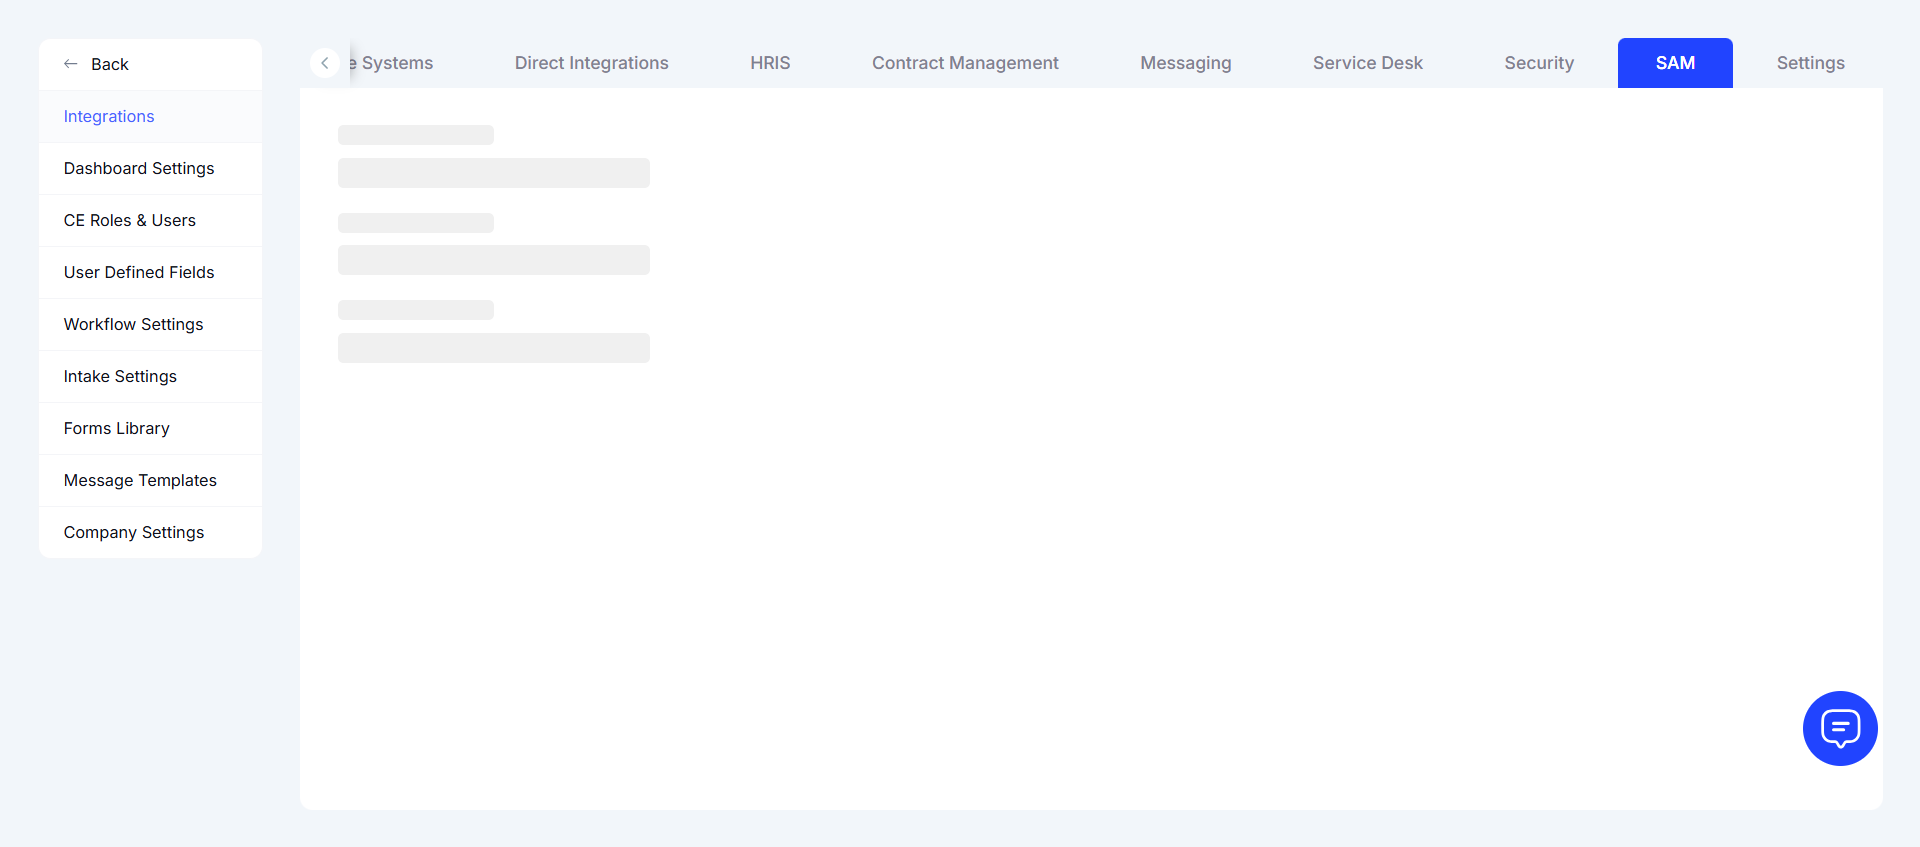 Back
Integrations
Dashboard Settings
CE Roles & Users
User Defined Fields
Workflow Settings
Intake Settings
Forms Library
Message Templates
Company Settings
Systems Direct Integrations HRIS Contract Management Messaging Service Desk Security SAM Settings